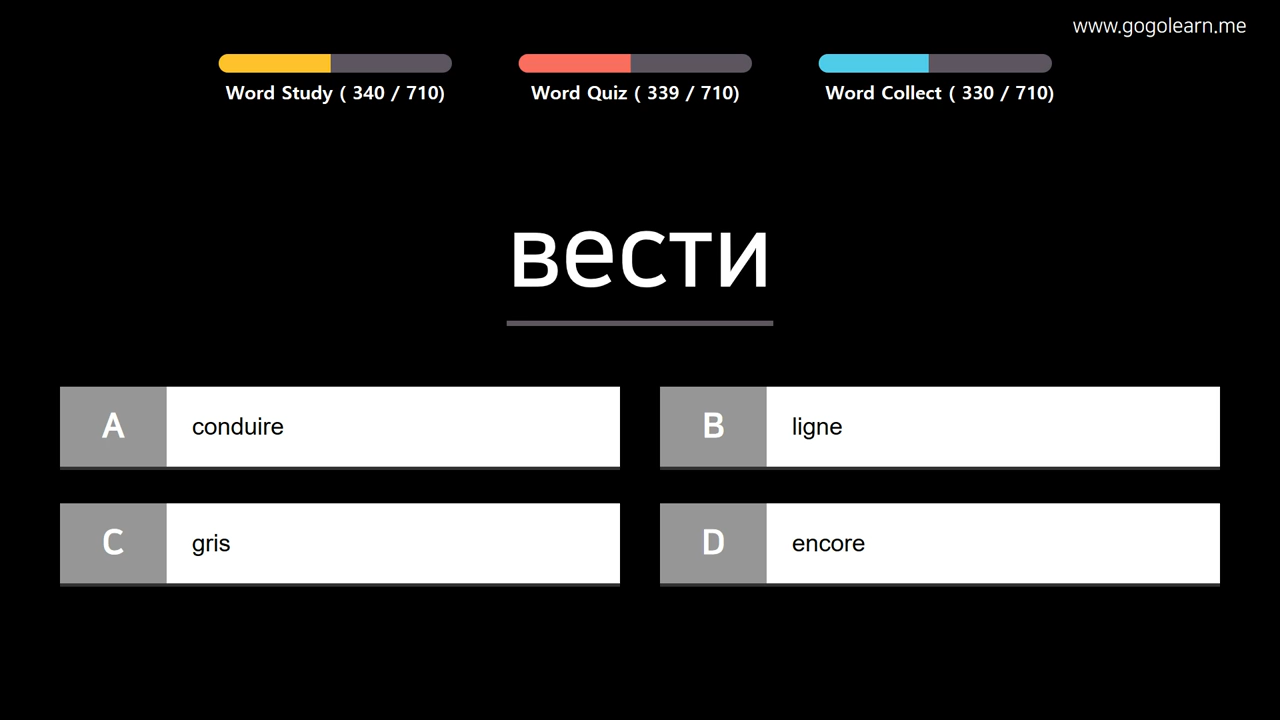 www.gogolearn.me
Word Study ( 340 / 710)
Word Quiz ( 339 / 710)
Word Collect ( 330 / 710)
вести
A conduire
B ligne
C gris
D encore